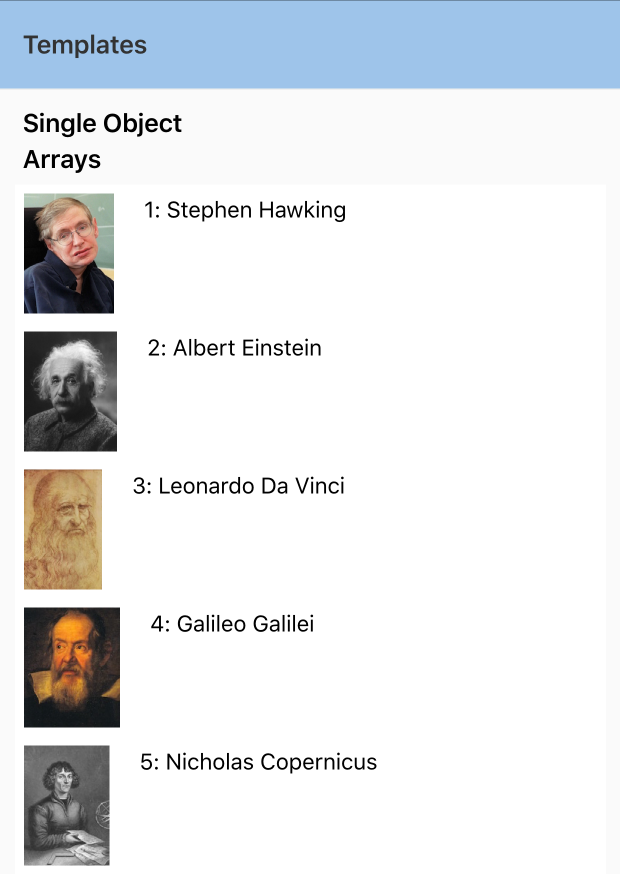 Templates
Single Object
Arrays
1: Stephen Hawking
2: Albert Einstein
3: Leonardo Da Vinci
4: Galileo Galilei
5: Nicholas Copernicus